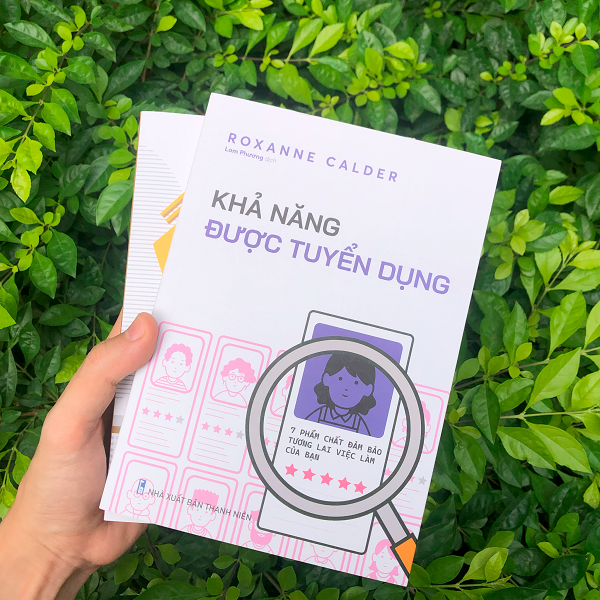 ROXANNE CALDER
Lam Phương dịch
KHẢ NĂNG
ĐƯỢC TUYỂN DỤNG
7 PHẨM CHẤT ĐẢM BẢO
TƯƠNG LAI VIỆC LÀM
CỦA BẠN
NHÀ XUẤT BẢN THANH NIÊN